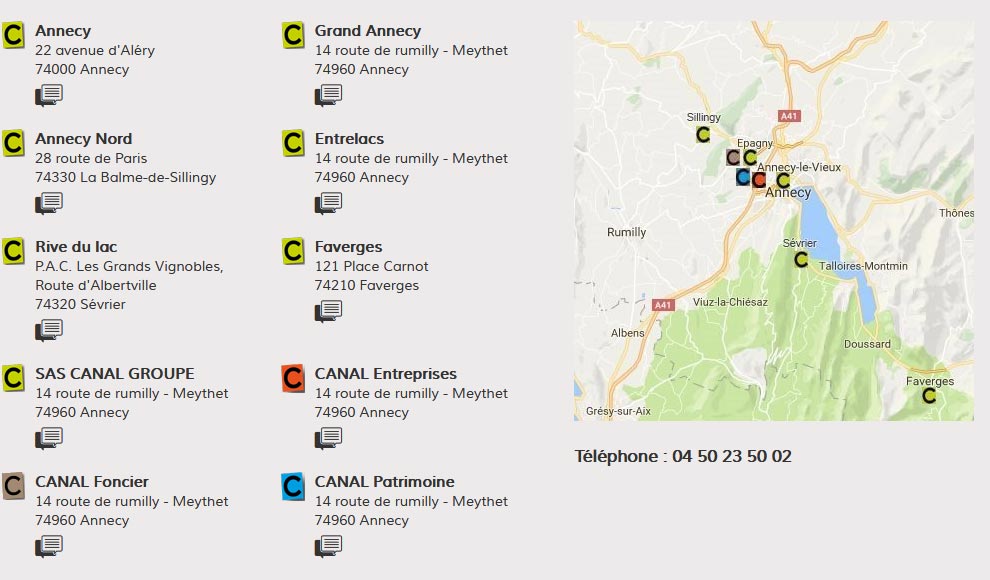 Annecy
22 avenue d'Aléry
74000 Annecy
Grand Annecy
14 route de rumilly - Meythet
74960 Annecy
Annecy Nord
28 route de Paris
74330 La Balme-de-Sillingy
Entrelacs
14 route de rumilly - Meythet
74960 Annecy
Rive du lac
P.A.C. Les Grands Vignobles,
Route d'Albertville
74320 Sévrier
Faverges
121 Place Carnot
74210 Faverges
SAS CANAL GROUPE
14 route de rumilly - Meythet
74960 Annecy
CANAL Entreprises
14 route de rumilly - Meythet
74960 Annecy
CANAL Foncier
14 route de rumilly - Meythet
74960 Annecy
CANAL Patrimoine
14 route de rumilly - Meythet
74960 Annecy
A41
Sillingy
Epagny
Annecy-le-Vieux
Annecy
Thônes
Rumilly
Sévrier
Talloires-Montmin
A41
Viuz-la-Chiésaz
Albens
Doussard
Faverges
Grésy-sur-Aix
Téléphone : 04 50 23 50 02